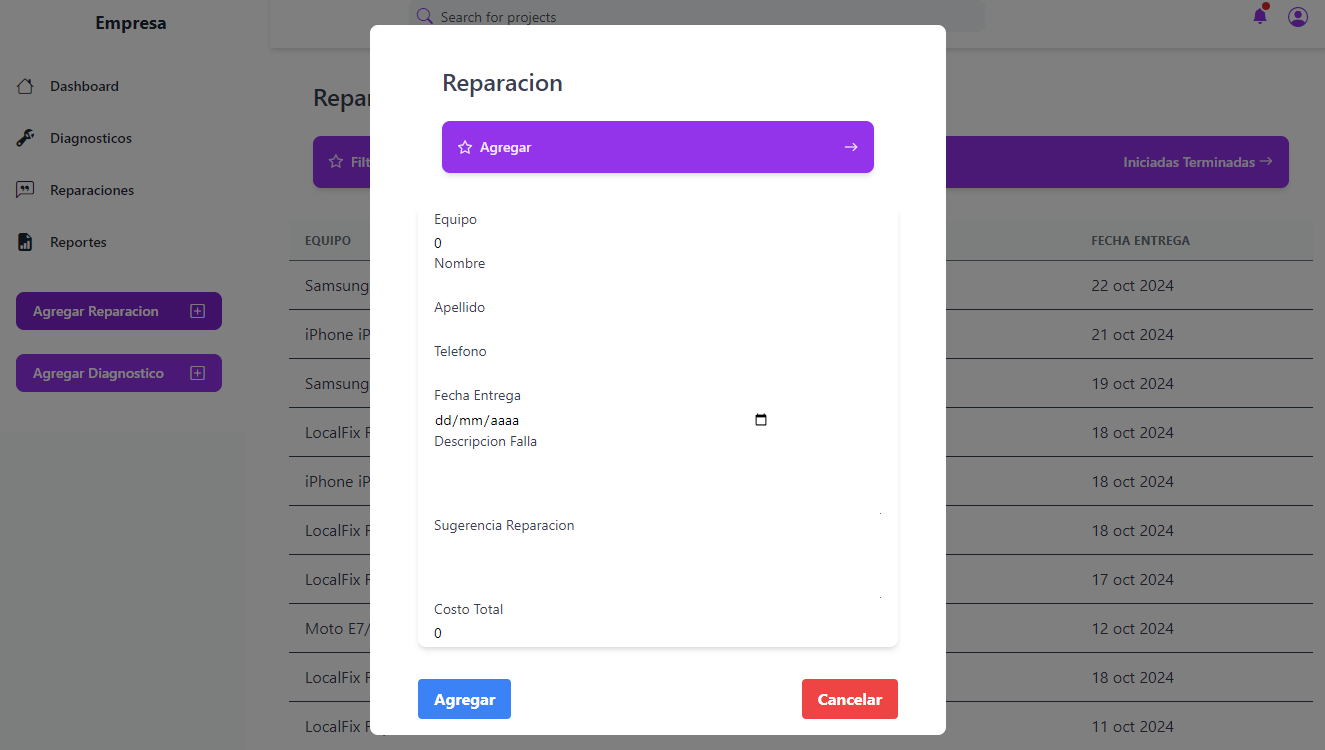 Empresa
Search for projects
Dashboard
Diagnosticos
Reparaciones
Reportes
Agregar Reparacion
Agregar Diagnostico
Repar
Filt
Iniciadas Terminadas
EQUIPO
FECHA ENTREGA
Samsung
22 oct 2024
iPhone iP
21 oct 2024
Samsung
19 oct 2024
LocalFix F
18 oct 2024
iPhone iP
18 oct 2024
LocalFix F
18 oct 2024
LocalFix F
17 oct 2024
Moto E7/
12 oct 2024
LocalFix F
18 oct 2024
LocalFix
11 oct 2024
Reparacion
Agregar
Equipo
0
Nombre
Apellido
Telefono
Fecha Entrega
dd/mm/aaaa
Descripcion Falla
Sugerencia Reparacion
Costo Total
0
Agregar
Cancelar